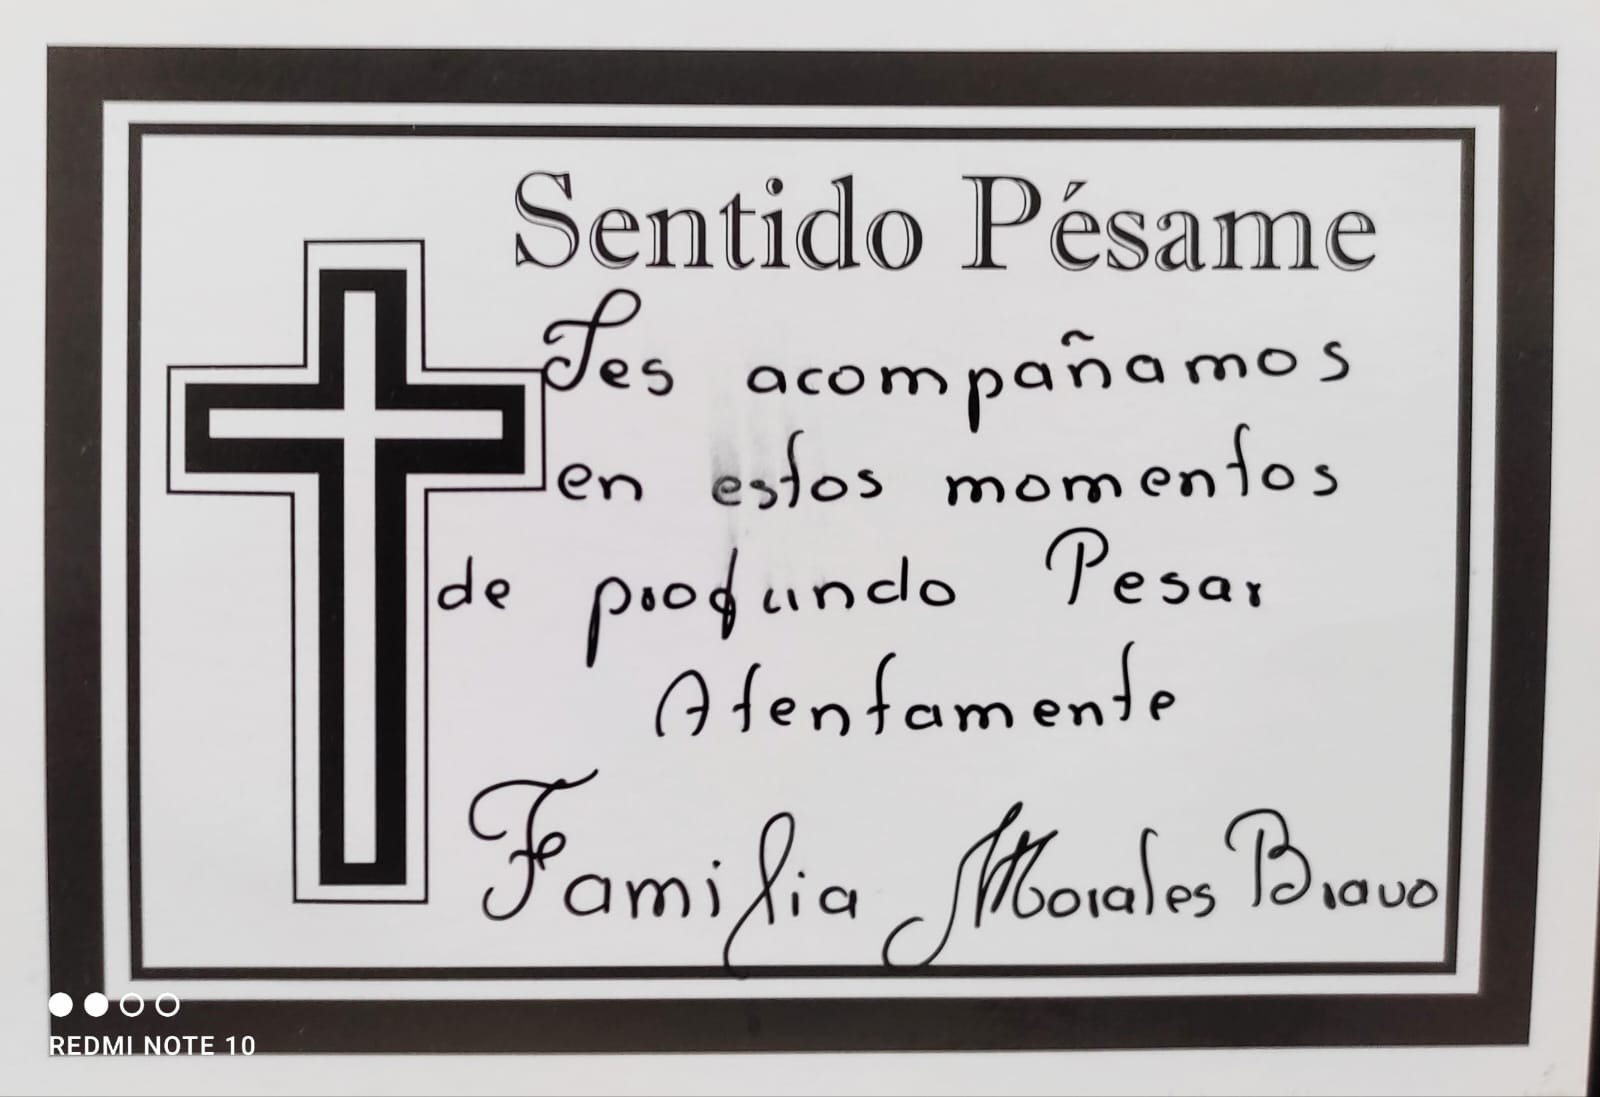 Sentido Pésame
Les acompañamos
en estos momentos
de profundo Pesar
Atentamente
Familia Morales Bravo
REDMI NOTE 10